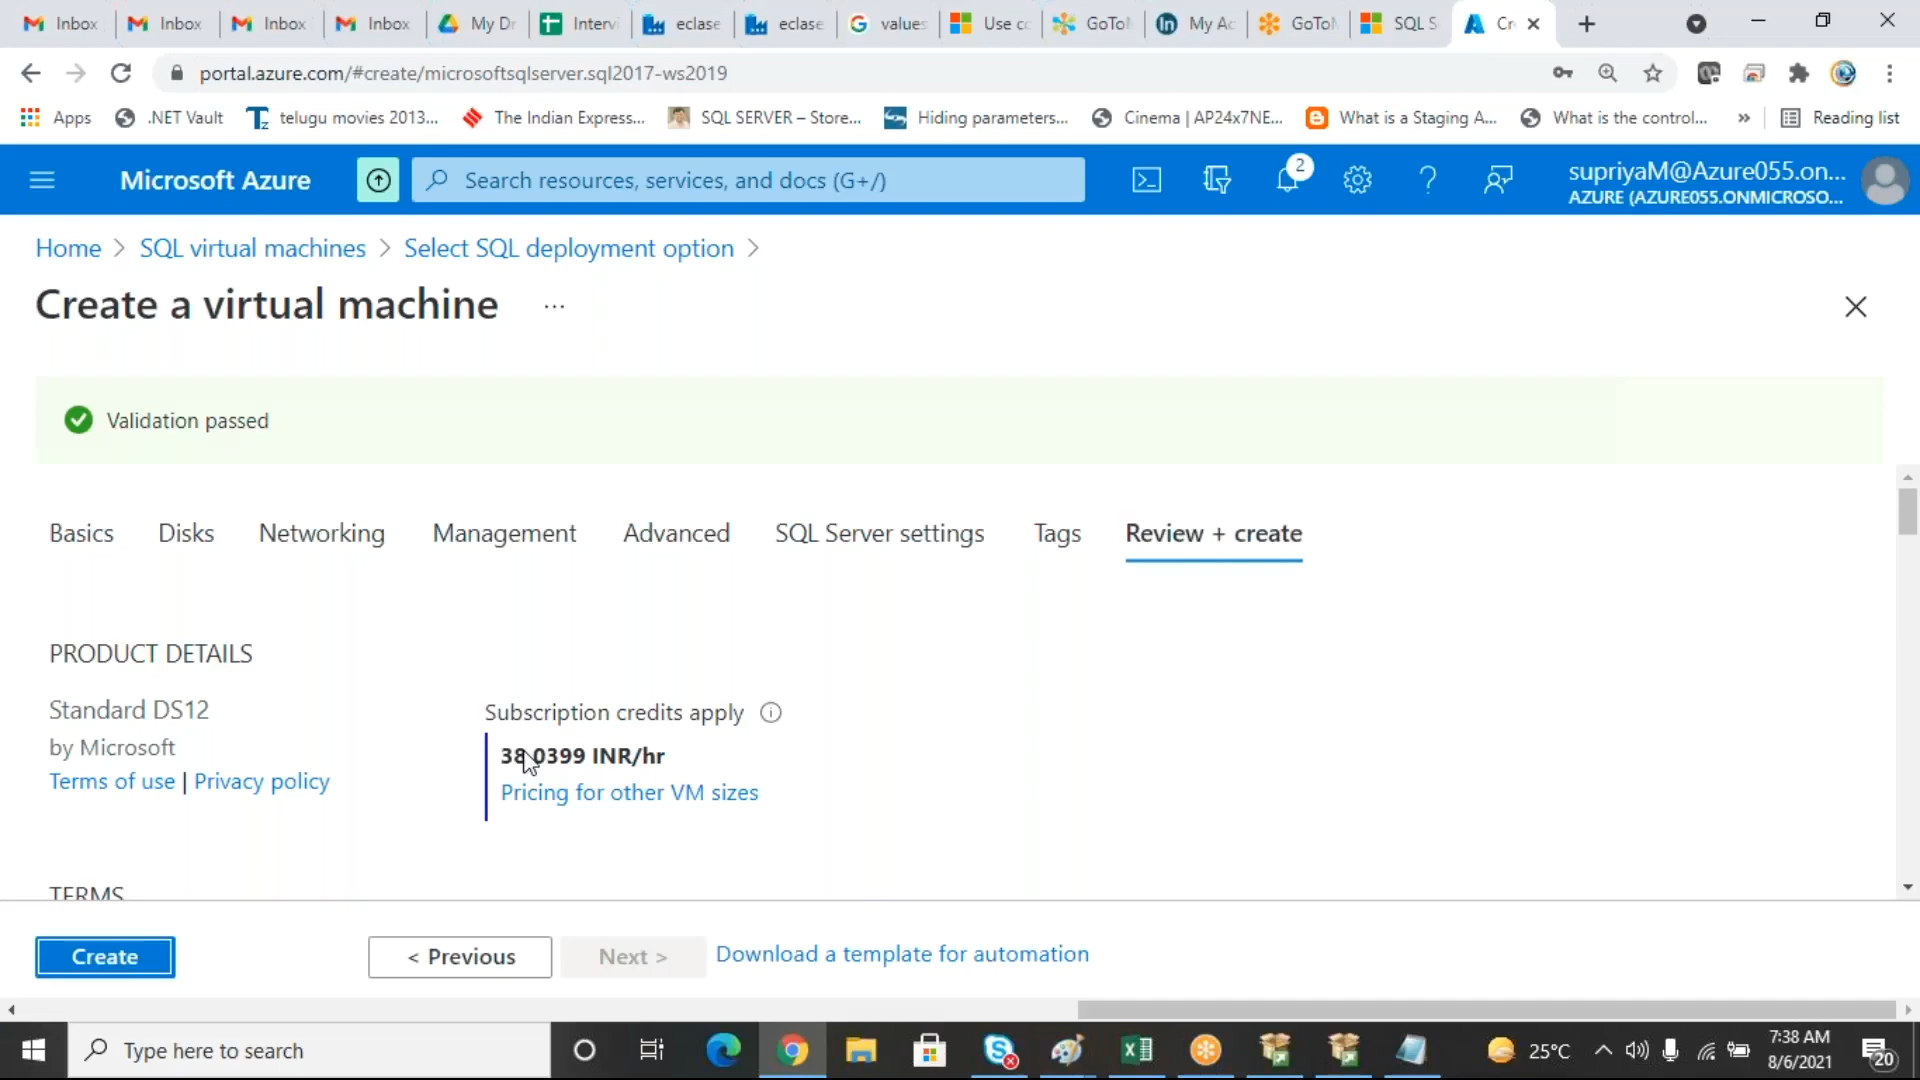 Inbox
Inbox
Inbox
Inbox
My Dr
Intervi
eclase
eclase
values
Use co
GoToM
My Ac
GoToM
SQL S
Cr
portal.azure.com/#create/microsoftsqlserver.sql2017-ws2019
Apps
.NET Vault
telugu movies 2013...
The Indian Express...
SQL SERVER – Store...
Hiding parameters...
Cinema | AP24x7NE...
What is a Staging A...
What is the control...
»
Reading list
Microsoft Azure
Search resources, services, and docs (G+/)
2
supriyaM@Azure055.on...
AZURE (AZURE055.ONMICROSO...
Home > SQL virtual machines > Select SQL deployment option >
Create a virtual machine ...
Validation passed
Basics Disks Networking Management Advanced SQL Server settings Tags Review + create
PRODUCT DETAILS
Standard DS12
by Microsoft
Terms of use | Privacy policy
Subscription credits apply
38.0399 INR/hr
Pricing for other VM sizes
TERMS
Create
< Previous
Next >
Download a template for automation
Type here to search
25°C
7:38 AM
8/6/2021
20